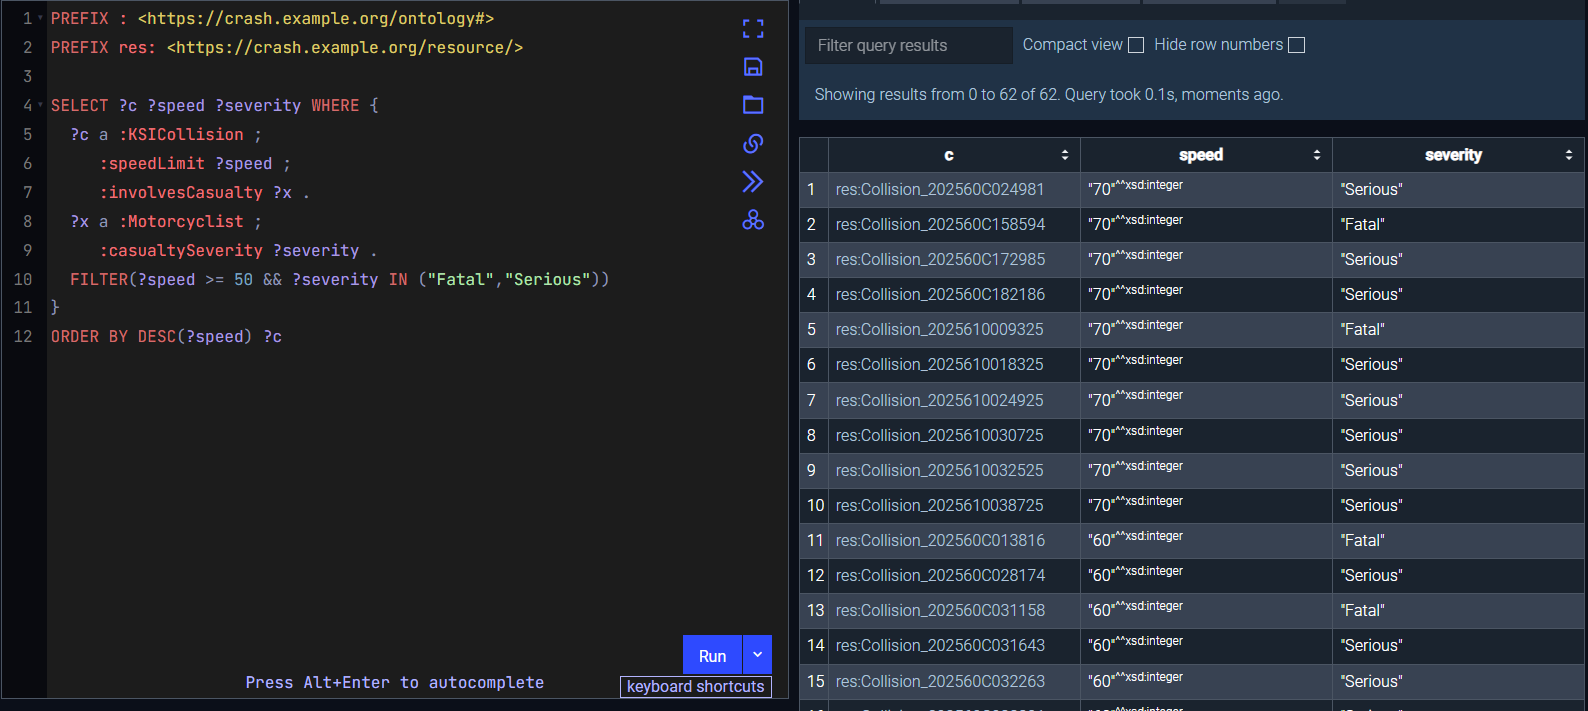 1 PREFIX : <https://crash.example.org/ontology#>
2 PREFIX res: <https://crash.example.org/resource/>
3
4 SELECT ?c ?speed ?severity WHERE {
5 ?c a :KSICollision ;
6 :speedLimit ?speed ;
7 :involvesCasualty ?x .
8 ?x a :Motorcyclist ;
9 :casualtySeverity ?severity .
10 FILTER(?speed >= 50 && ?severity IN ("Fatal","Serious"))
11 }
12 ORDER BY DESC(?speed) ?c
Run
Press Alt+Enter to autocomplete
keyboard shortcuts
Filter query results Compact view Hide row numbers
Showing results from 0 to 62 of 62. Query took 0.1s, moments ago.
c speed severity
1 res:Collision_202560C024981 "70"^^xsd:integer "Serious"
2 res:Collision_202560C158594 "70"^^xsd:integer "Fatal"
3 res:Collision_202560C172985 "70"^^xsd:integer "Serious"
4 res:Collision_202560C182186 "70"^^xsd:integer "Serious"
5 res:Collision_2025610009325 "70"^^xsd:integer "Fatal"
6 res:Collision_2025610018325 "70"^^xsd:integer "Serious"
7 res:Collision_2025610024925 "70"^^xsd:integer "Serious"
8 res:Collision_2025610030725 "70"^^xsd:integer "Serious"
9 res:Collision_2025610032525 "70"^^xsd:integer "Serious"
10 res:Collision_2025610038725 "70"^^xsd:integer "Serious"
11 res:Collision_202560C013816 "60"^^xsd:integer "Fatal"
12 res:Collision_202560C028174 "60"^^xsd:integer "Serious"
13 res:Collision_202560C031158 "60"^^xsd:integer "Fatal"
14 res:Collision_202560C031643 "60"^^xsd:integer "Serious"
15 res:Collision_202560C032263 "60"^^xsd:integer "Serious"